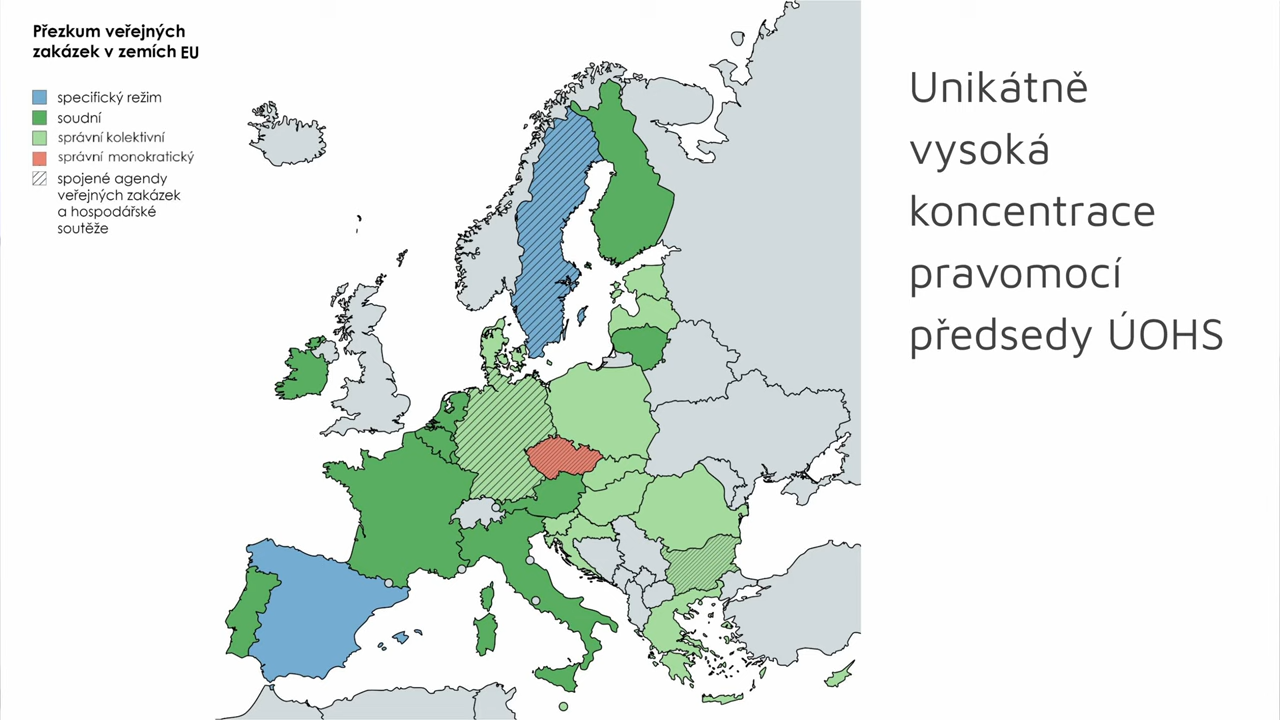 Přezkum veřejných
zakázek v zemích EU
specifický režim
soudní
správní kolektivní
správní monokratický
spojené agendy
veřejných zakázek
a hospodářské
soutěže
Unikátně
vysoká
koncentrace
pravomocí
předsedy ÚOHS